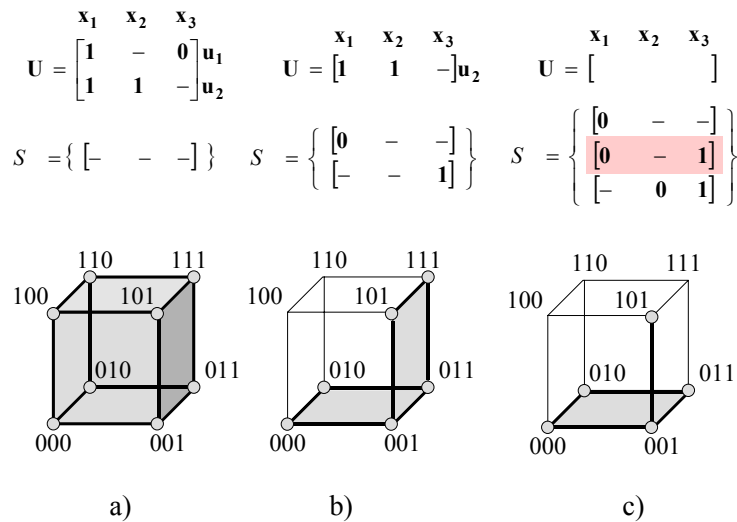 x1 x2 x3
U = [1 – 0] u1
[1 1 –] u2
S = { [– – –] }
110 111
100 101
010 011
000 001
a)
x1 x2 x3
U = [1 1 –] u2
S = { [0 – –]
[– – 1] }
110 111
100 101
010 011
000 001
b)
x1 x2 x3
U = [ ]
S = { [0 – –]
[0 – 1]
[– 0 1] }
110 111
100 101
010 011
000 001
c)